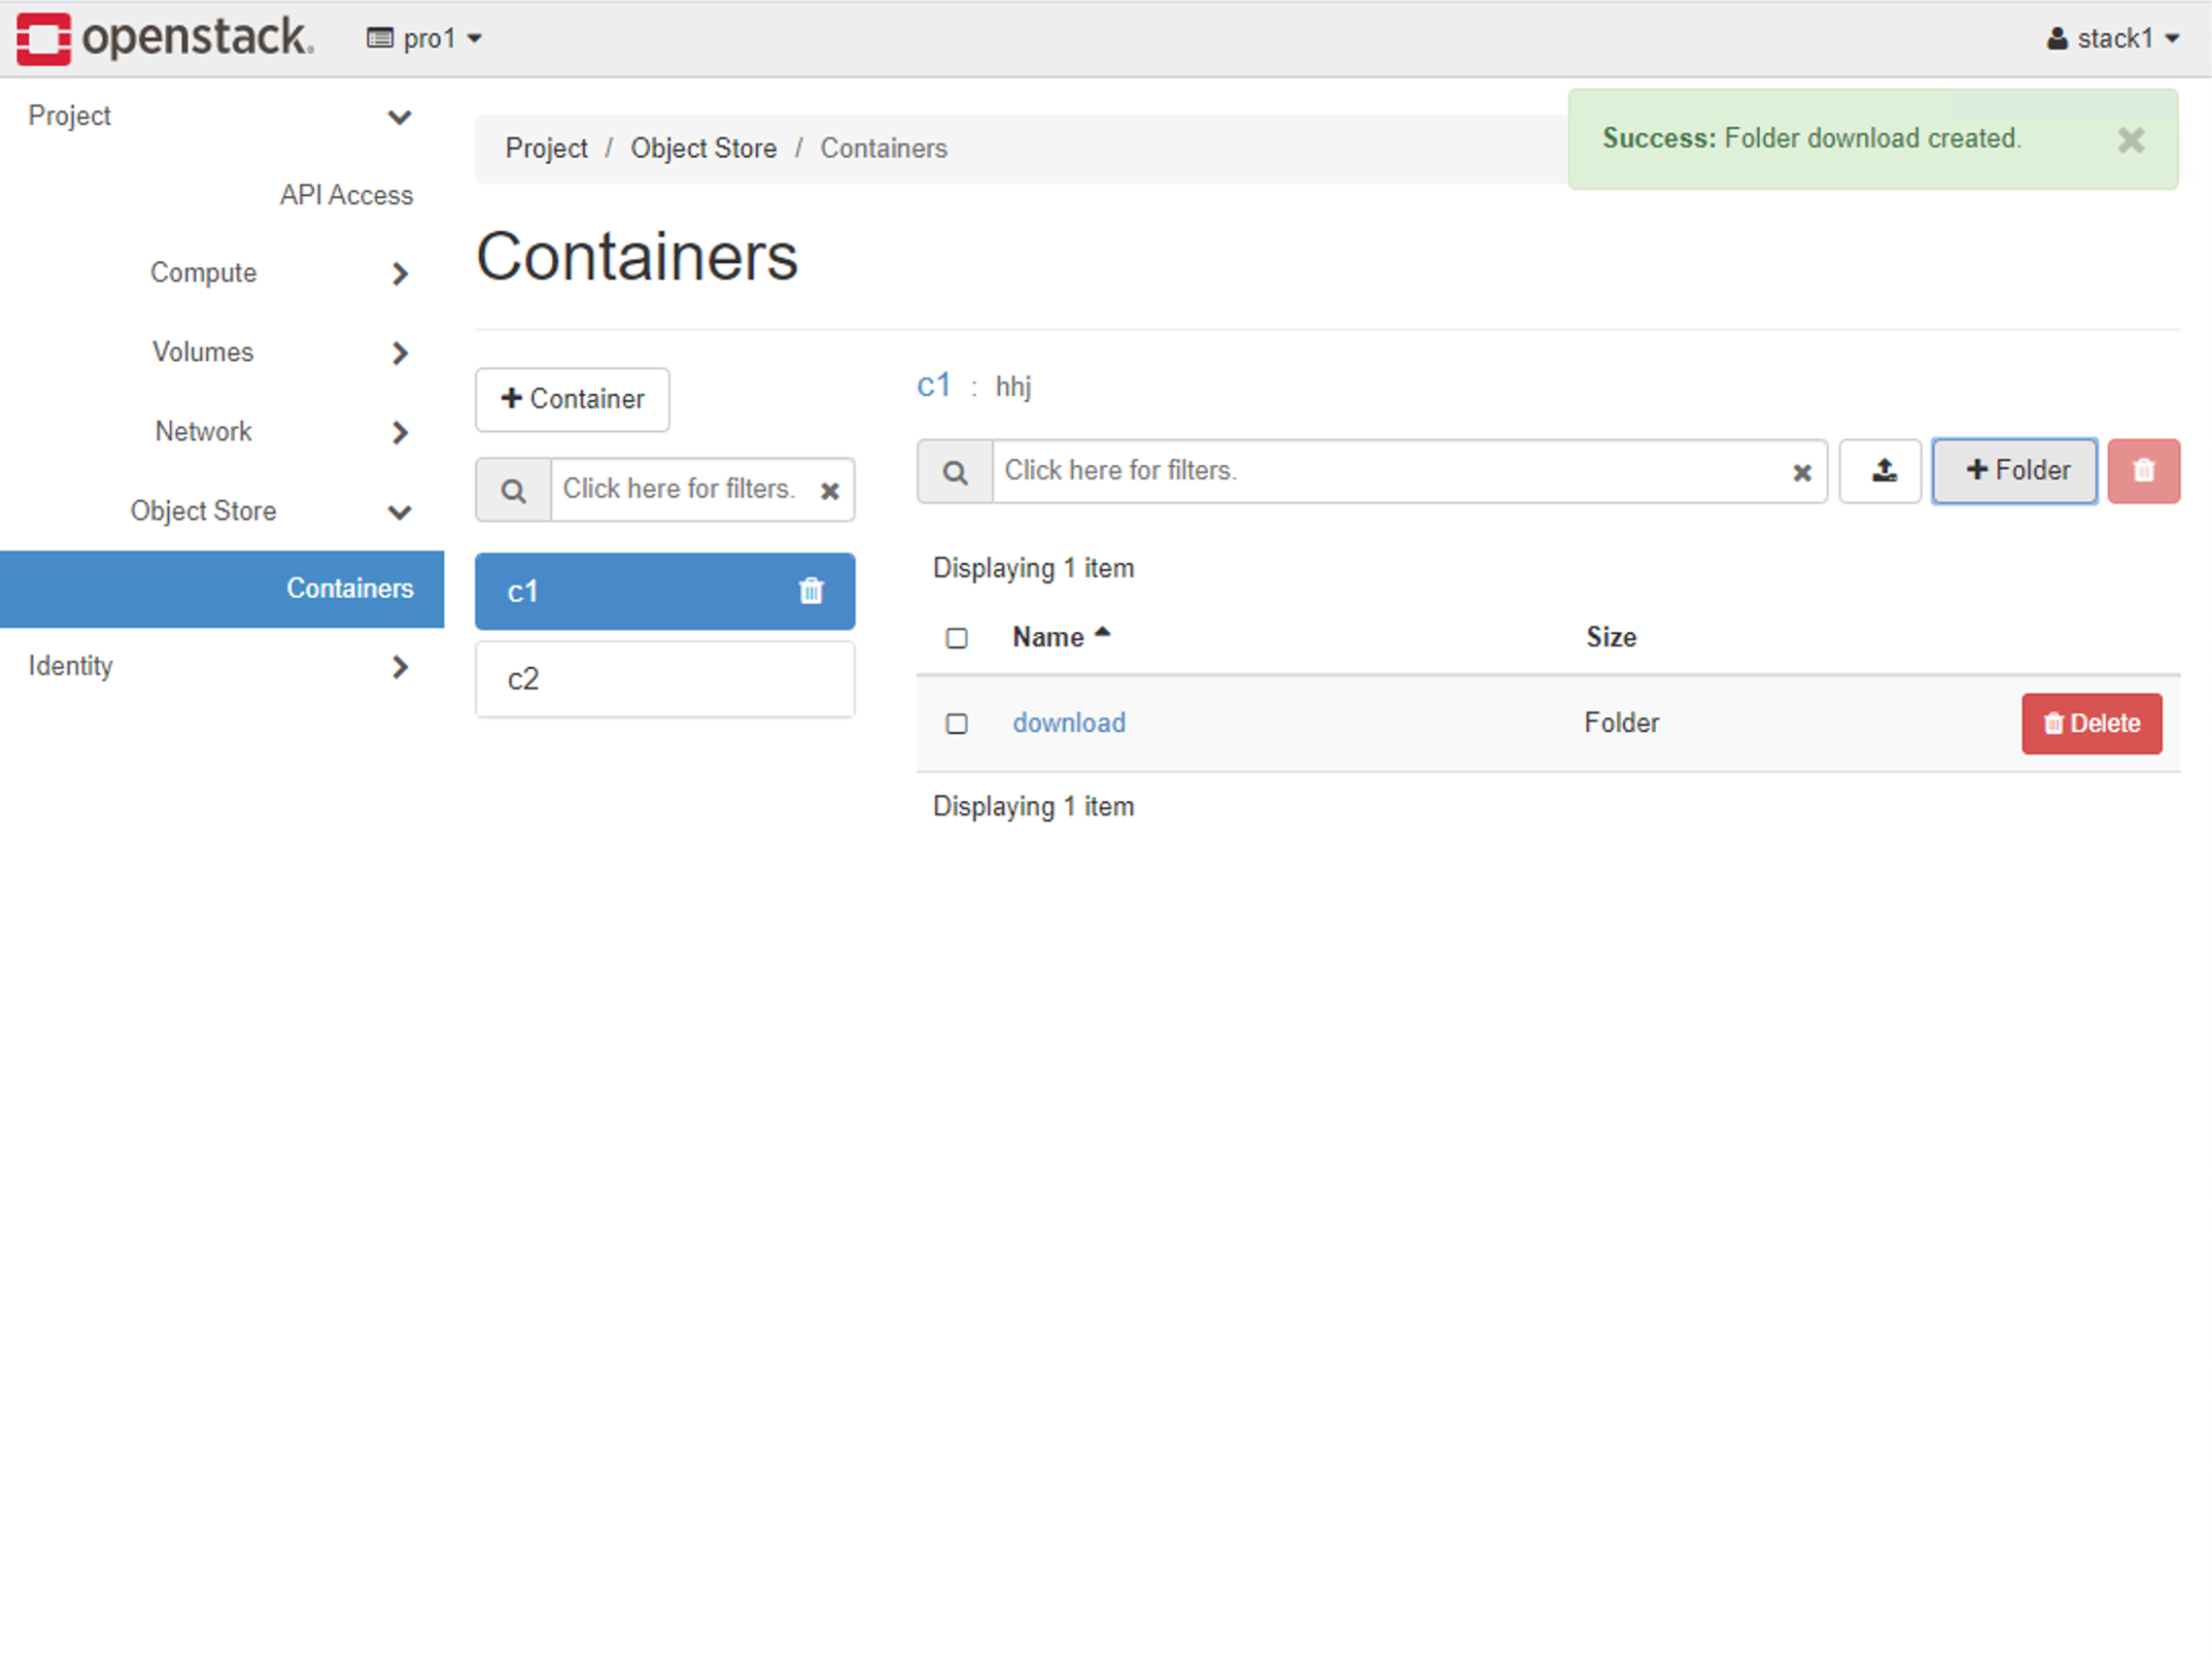 openstack. pro1 stack1
Project
API Access
Compute
Volumes
Network
Object Store
Containers
Identity
Project / Object Store / Containers
Success: Folder download created.
Containers
+ Container
Click here for filters.
c1
c2
c1 : hhj
Click here for filters.
+ Folder
Displaying 1 item
Name Size
download Folder Delete
Displaying 1 item